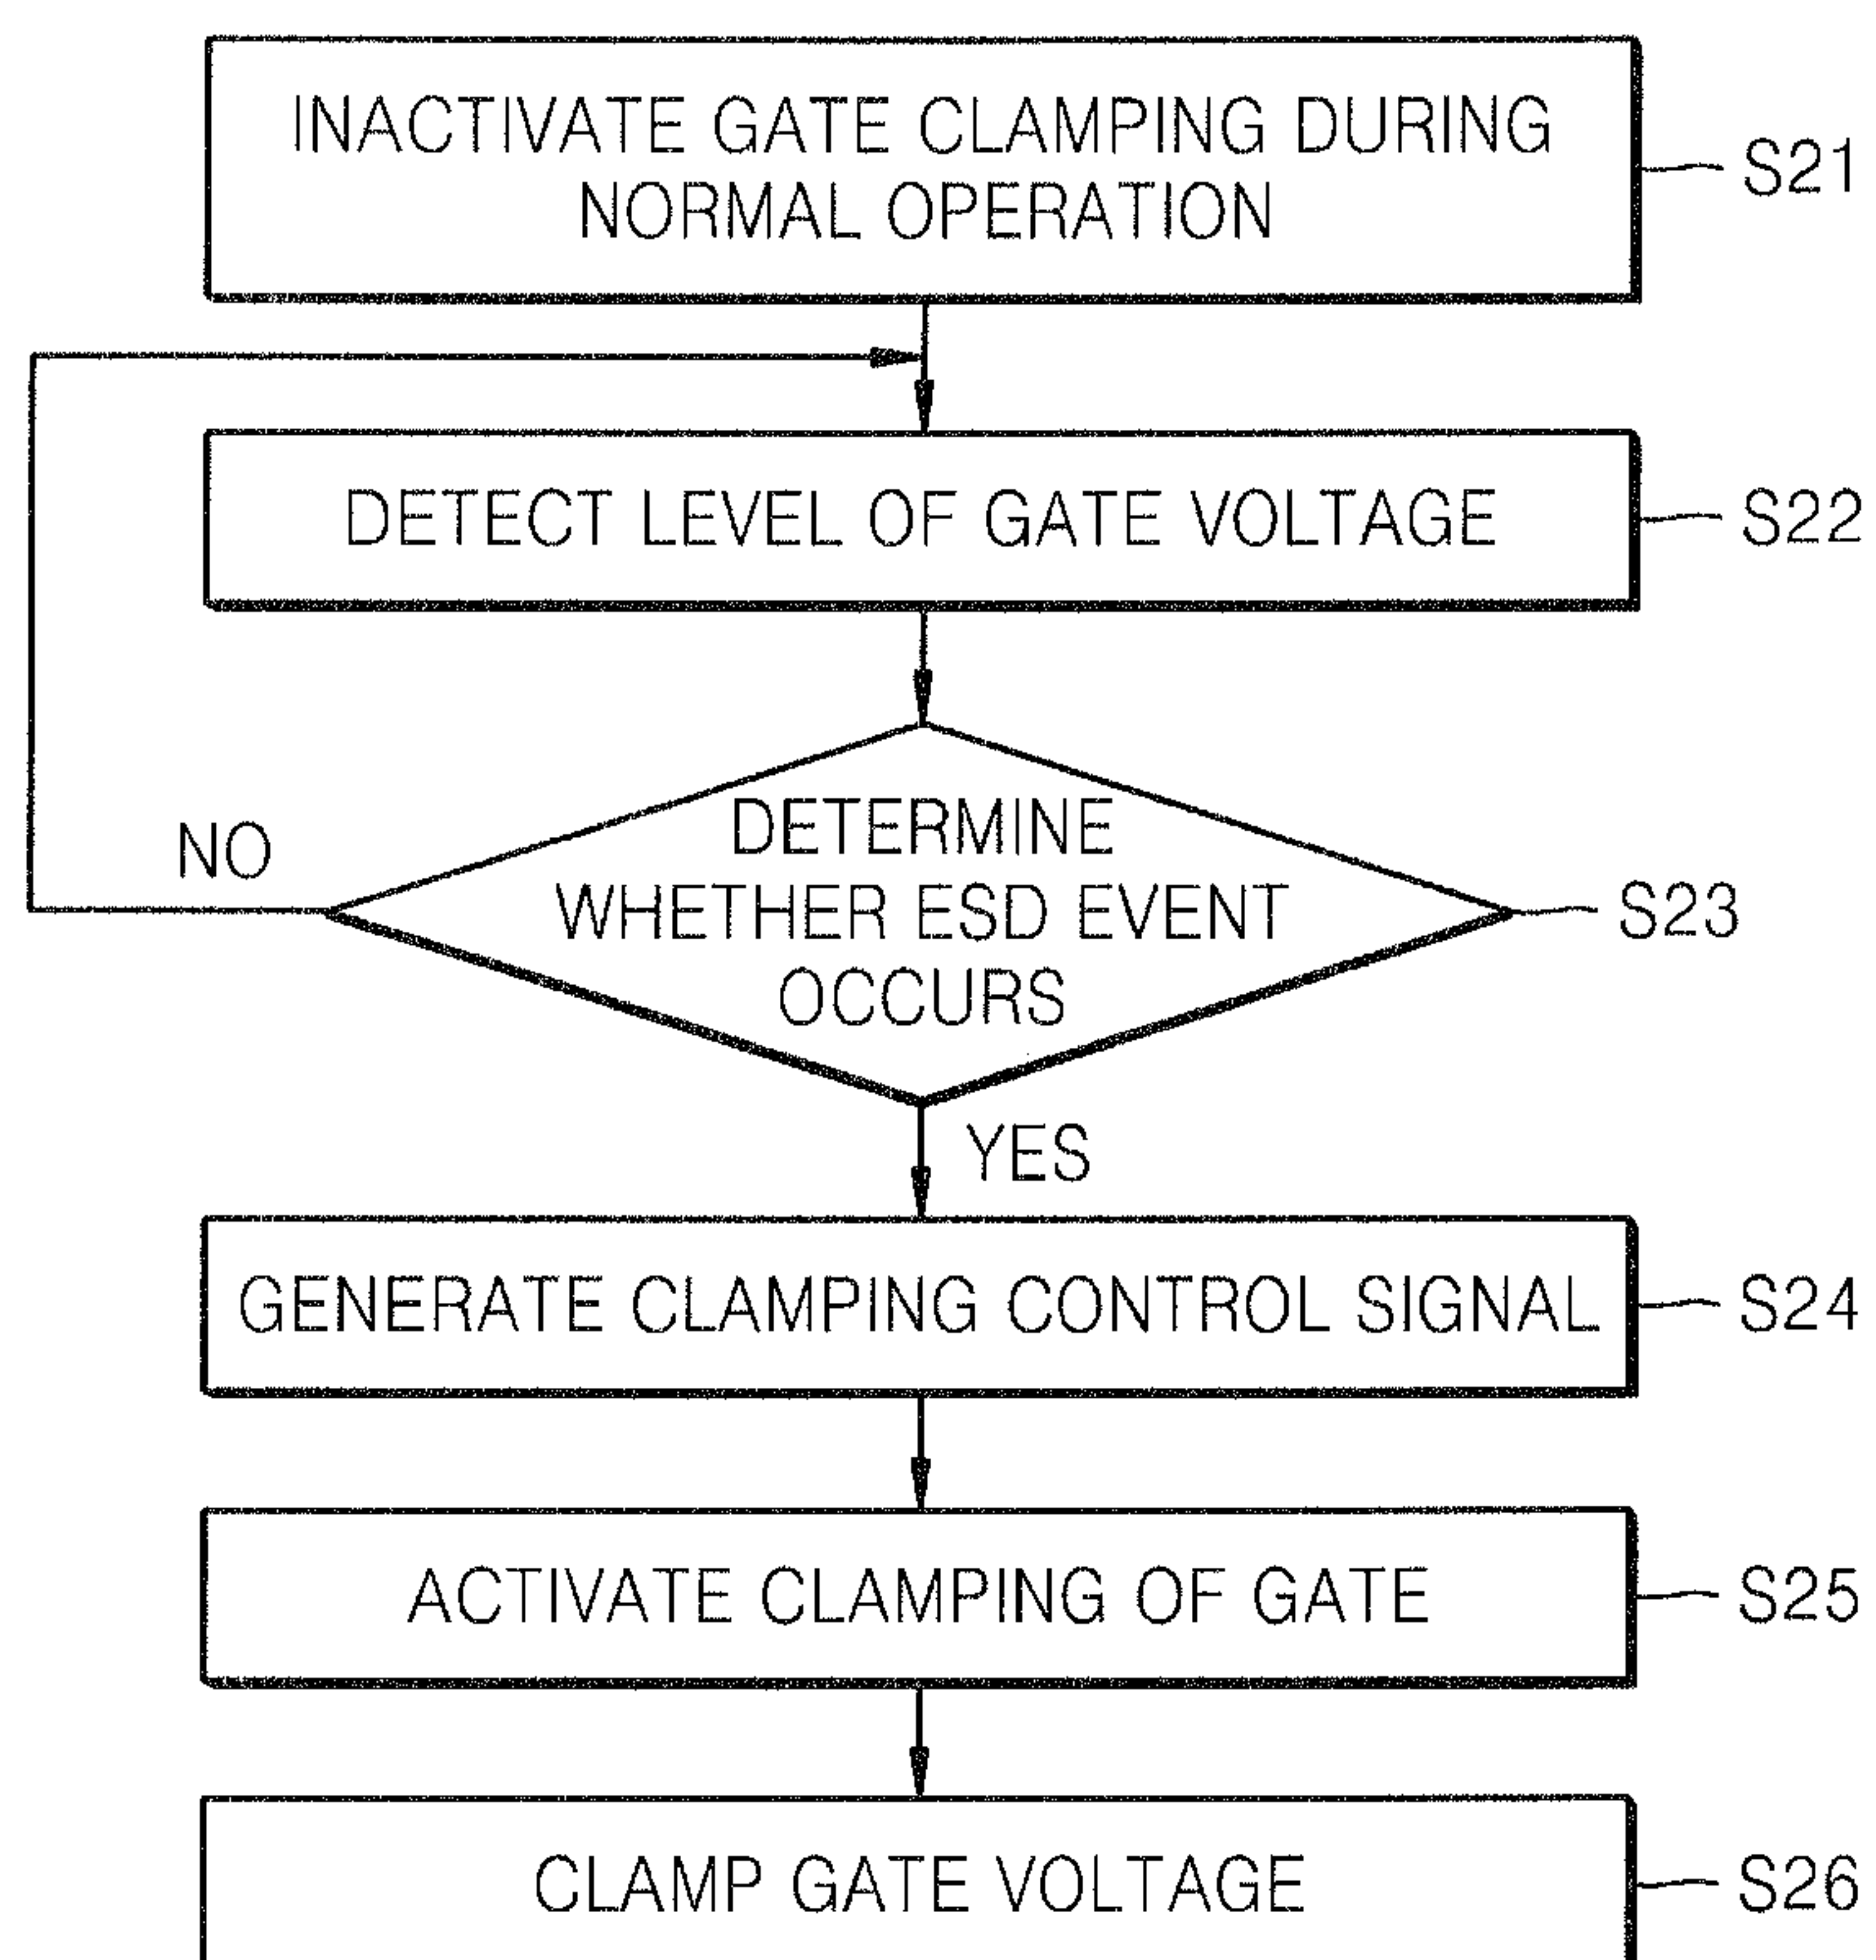 INACTIVATE GATE CLAMPING DURING
NORMAL OPERATION
S21
DETECT LEVEL OF GATE VOLTAGE
S22
DETERMINE
WHETHER ESD EVENT
OCCURS
S23
NO
YES
GENERATE CLAMPING CONTROL SIGNAL
S24
ACTIVATE CLAMPING OF GATE
S25
CLAMP GATE VOLTAGE
S26